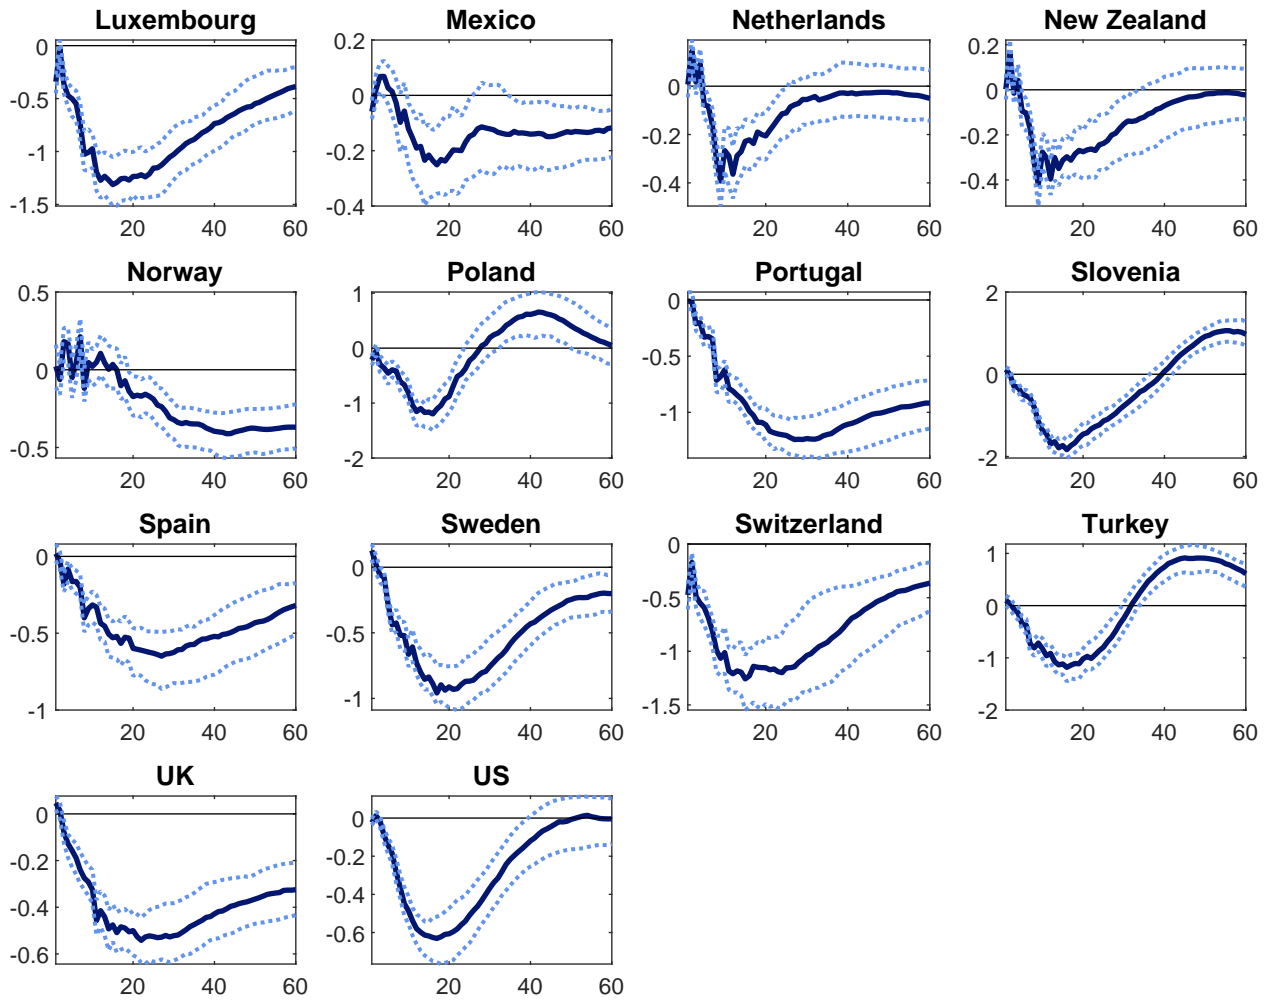 Luxembourg Mexico Netherlands New Zealand
0 -0.5 -1 -1.5 20 40 60
0.2 0 -0.2 -0.4 20 40 60
0 -0.2 -0.4 20 40 60
0.2 0 -0.2 -0.4 20 40 60
Norway Poland Portugal Slovenia
0.5 0 -0.5 20 40 60
1 0 -1 -2 20 40 60
0 -0.5 -1 20 40 60
2 0 -2 20 40 60
Spain Sweden Switzerland Turkey
0 -0.5 -1 20 40 60
0 -0.5 -1 20 40 60
0 -0.5 -1 -1.5 20 40 60
1 0 -1 -2 20 40 60
UK US
0 -0.2 -0.4 -0.6 20 40 60
0 -0.2 -0.4 -0.6 20 40 60